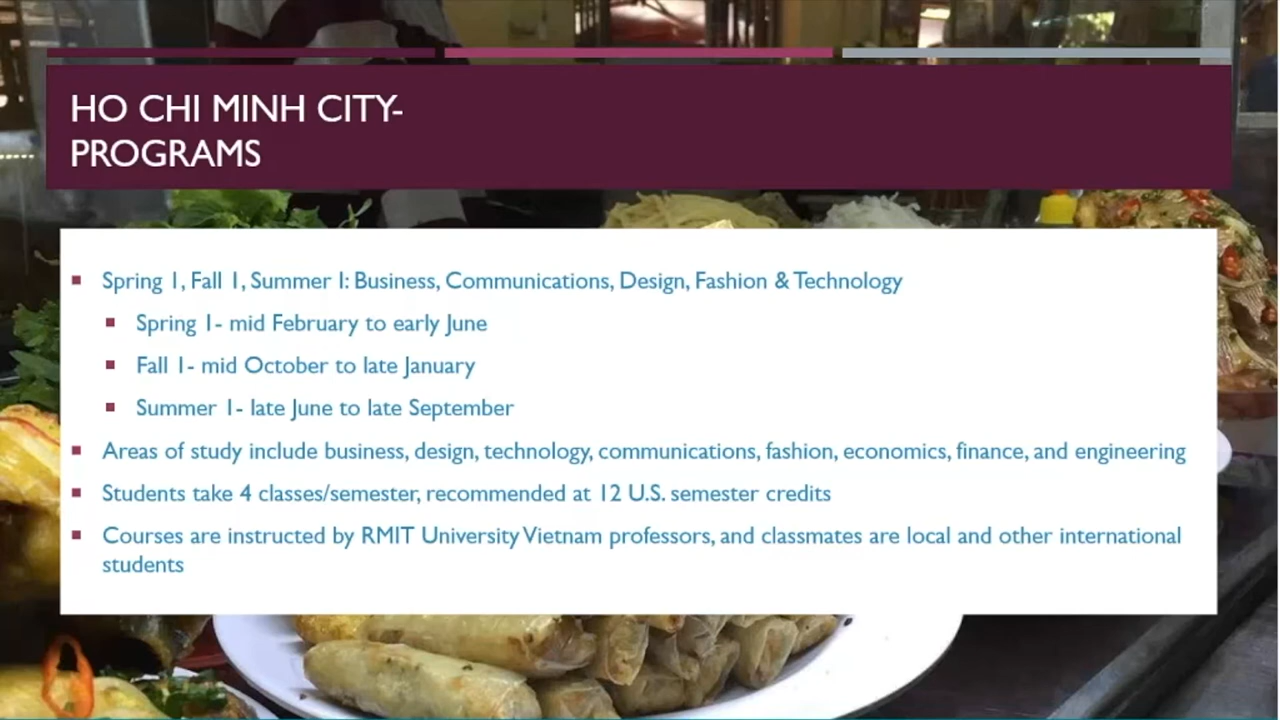 HO CHI MINH CITY-
PROGRAMS
Spring 1, Fall 1, Summer I: Business, Communications, Design, Fashion & Technology
Spring 1- mid February to early June
Fall 1- mid October to late January
Summer 1- late June to late September
Areas of study include business, design, technology, communications, fashion, economics, finance, and engineering
Students take 4 classes/semester, recommended at 12 U.S. semester credits
Courses are instructed by RMIT University Vietnam professors, and classmates are local and other international
students